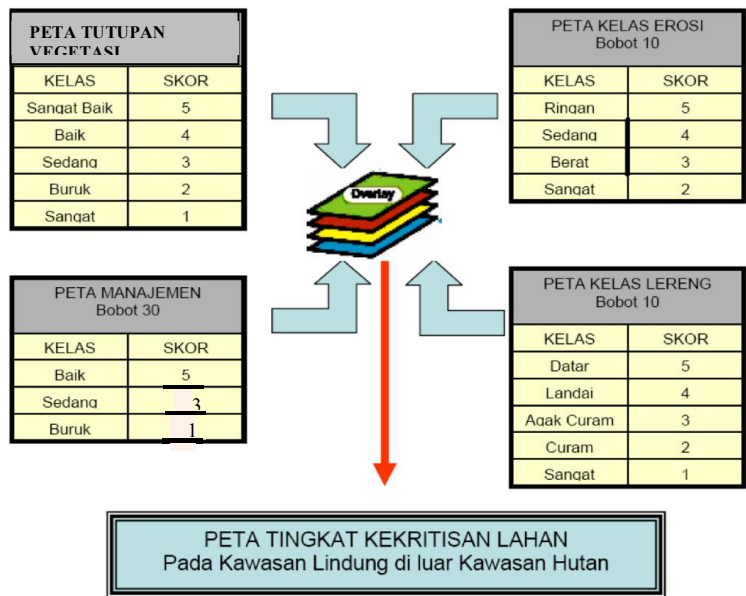 PETA TUTUPAN
VEGETASI
KELAS SKOR
Sangat Baik 5
Baik 4
Sedang 3
Buruk 2
Sangat 1
PETA KELAS EROSI
Bobot 10
KELAS SKOR
Ringan 5
Sedang 4
Berat 3
Sangat 2
Overlay
PETA MANAJEMEN
Bobot 30
KELAS SKOR
Baik 5
Sedang 3
Buruk 1
PETA KELAS LERENG
Bobot 10
KELAS SKOR
Datar 5
Landai 4
Agak Curam 3
Curam 2
Sangat 1
PETA TINGKAT KEKRITISAN LAHAN
Pada Kawasan Lindung di luar Kawasan Hutan